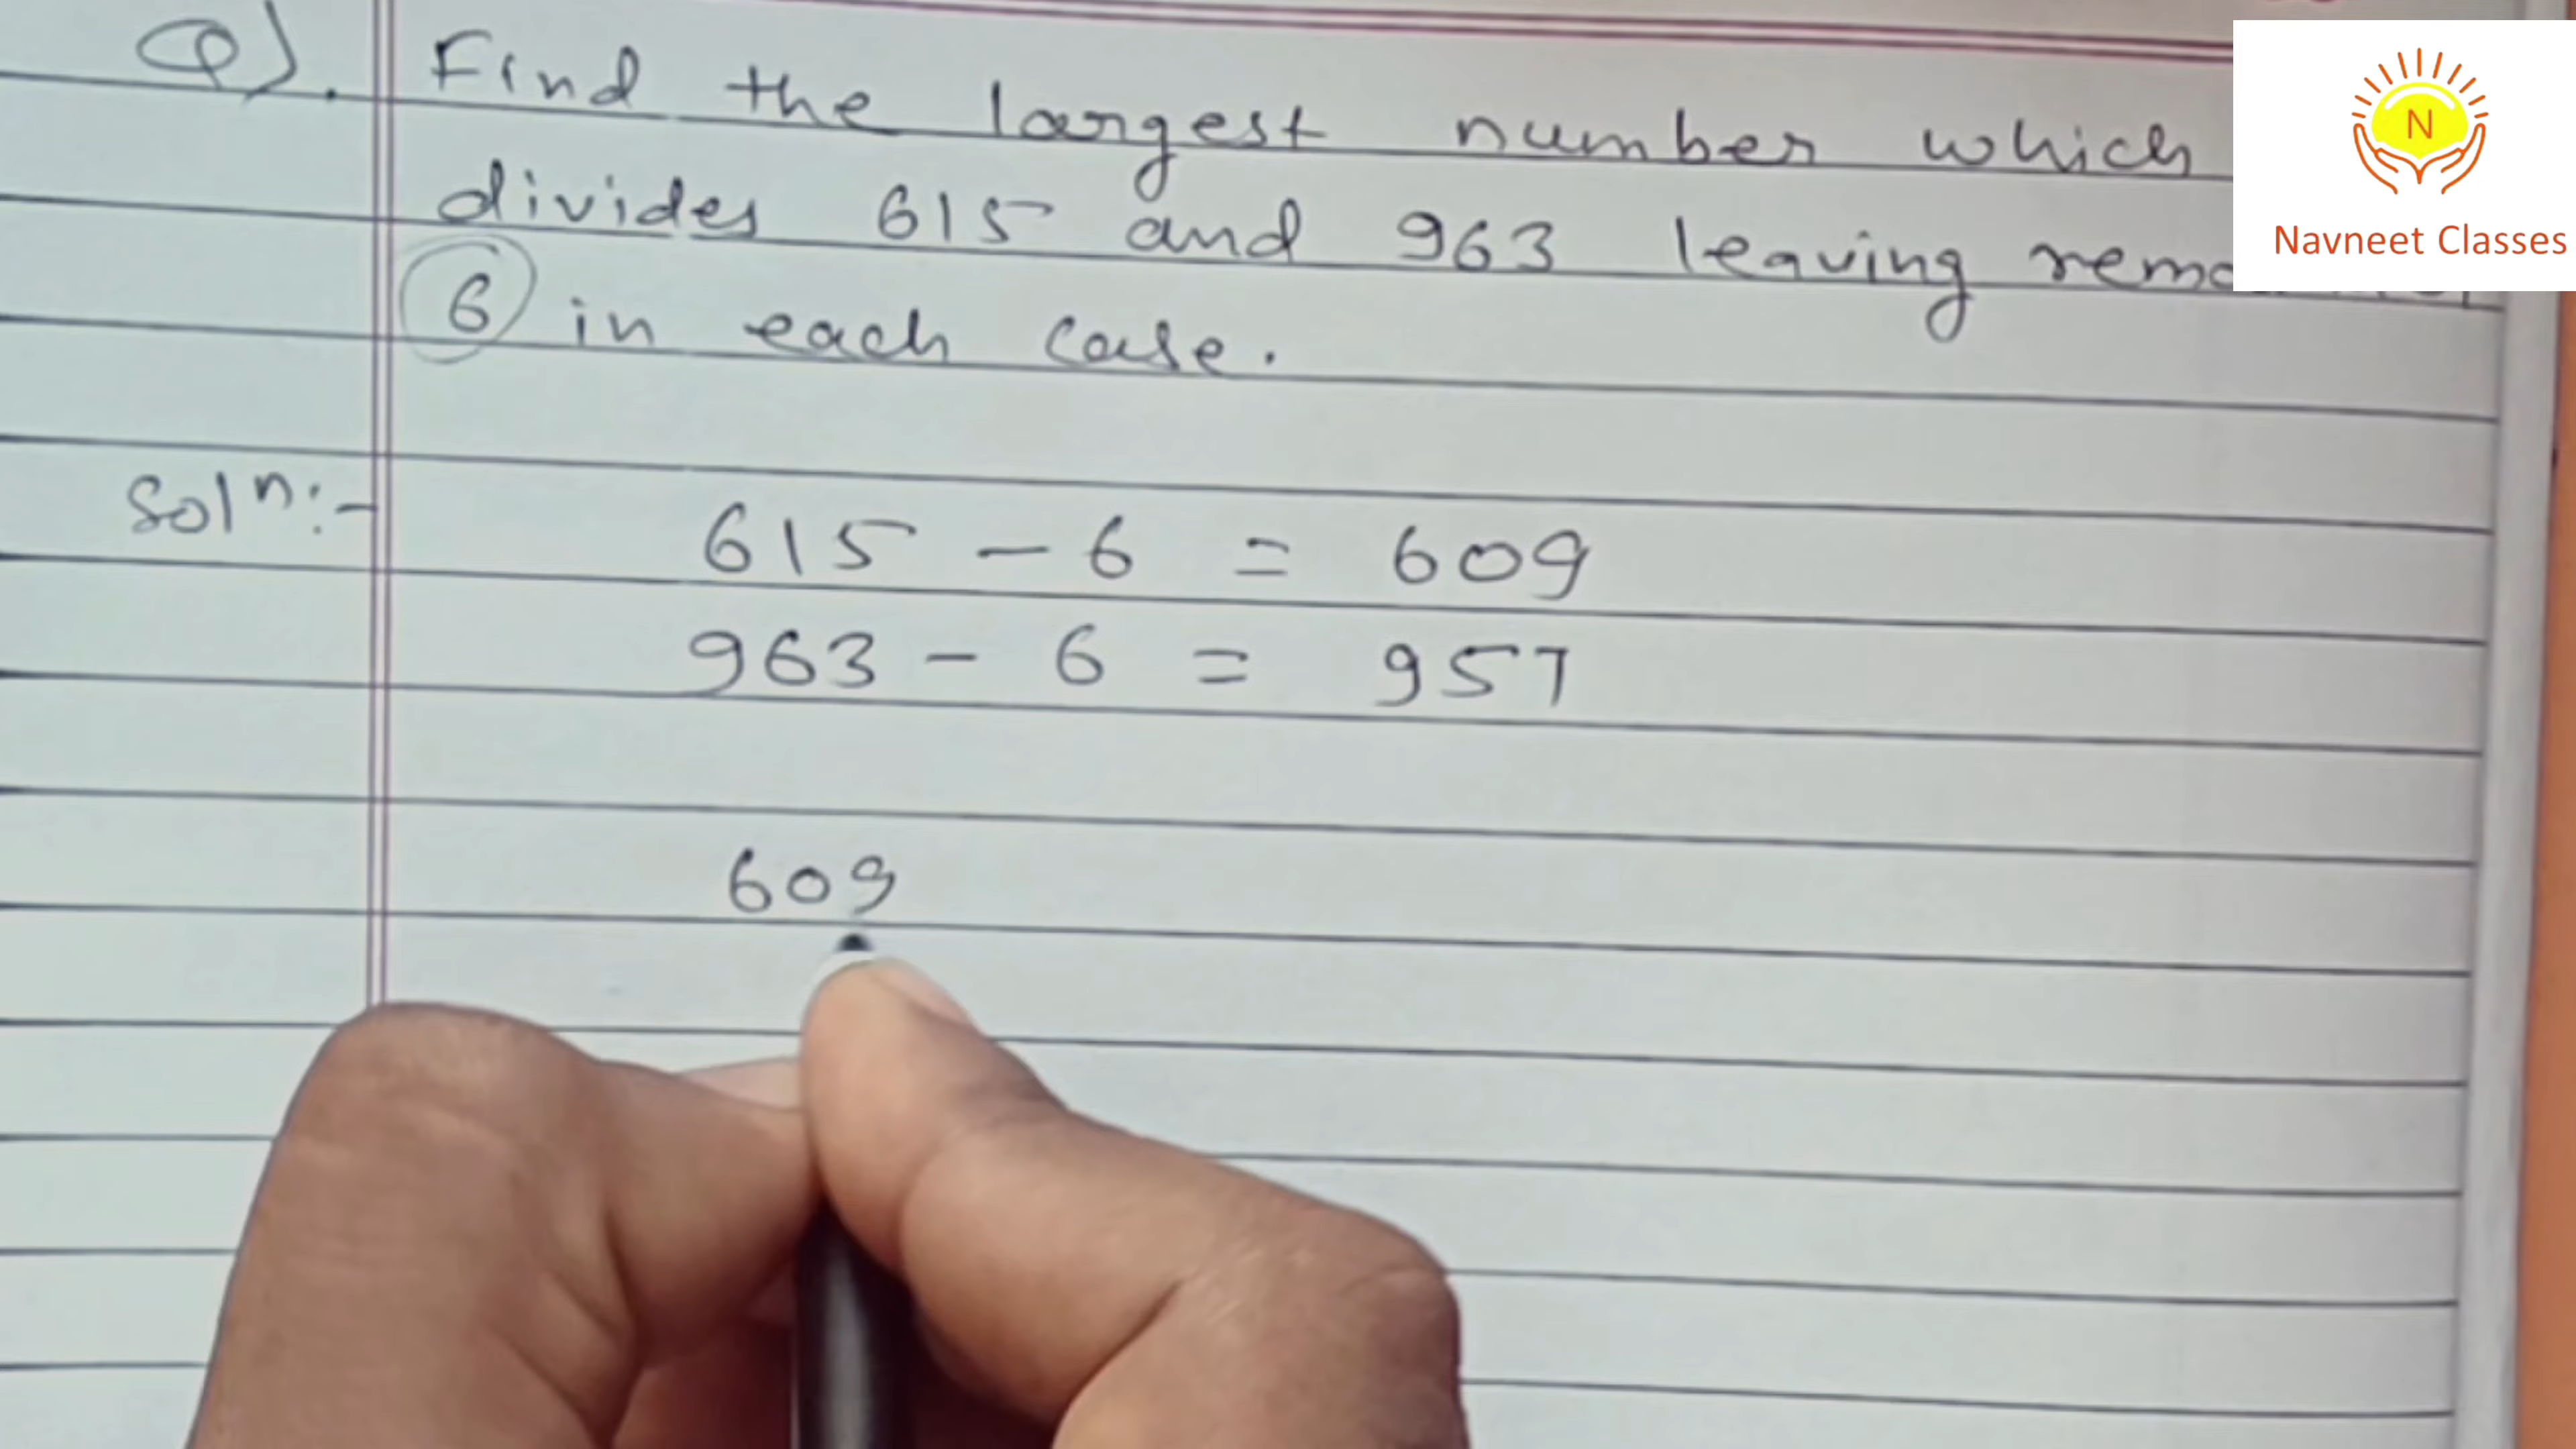 Q). Find the largest number which
divides 615 and 963 leaving
6 in each case.
Soln:- 615 - 6 = 609
963 - 6 = 957
609
N
Navneet Classes